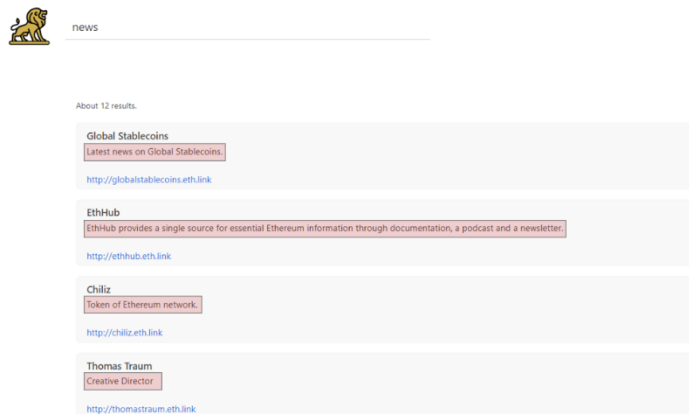 news
About 12 results.
Global Stablecoins
Latest news on Global Stablecoins.
http://globalstablecoins.eth.link
EthHub
EthHub provides a single source for essential Ethereum information through documentation, a podcast and a newsletter.
http://ethhub.eth.link
Chiliz
Token of Ethereum network.
http://chiliz.eth.link
Thomas Traum
Creative Director
http://thomastraum.eth.link